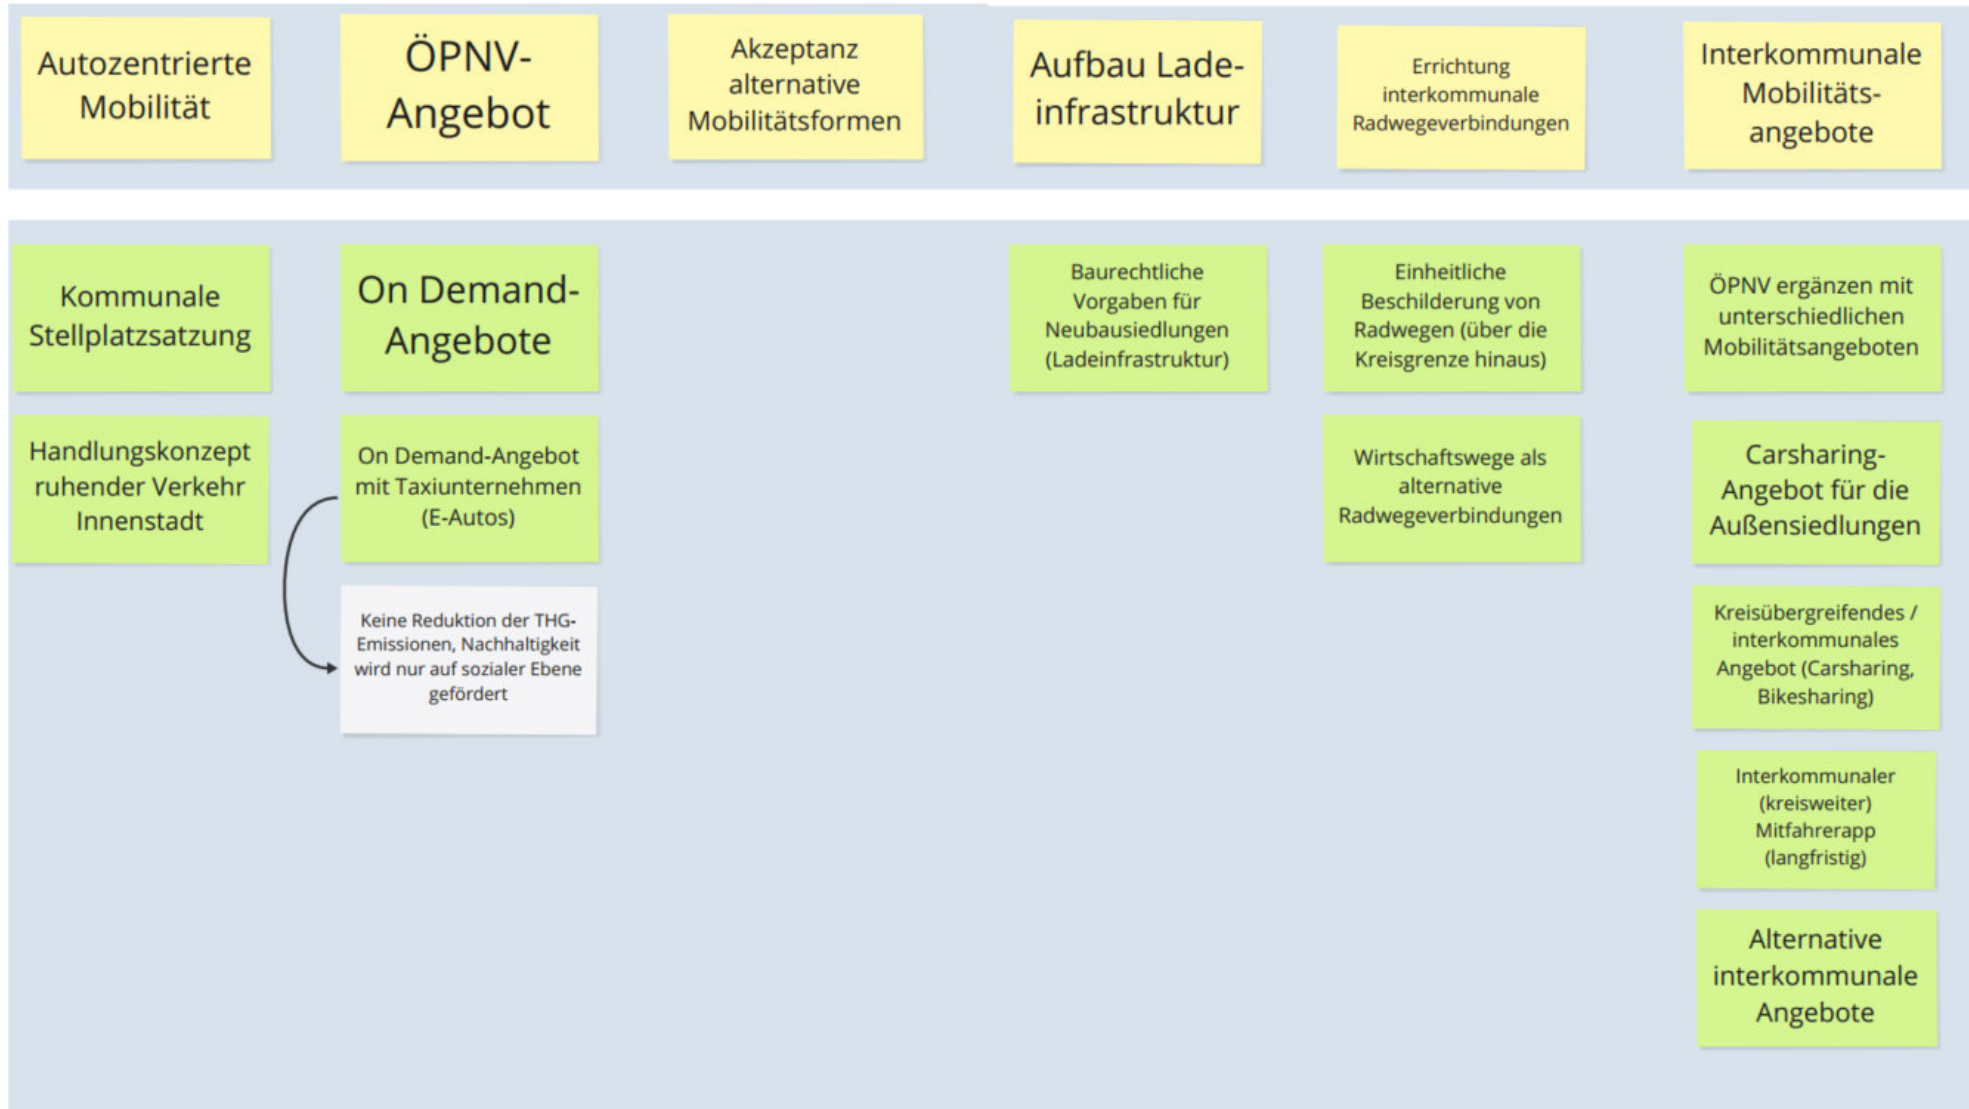 Autozentrierte
Mobilität
ÖPNV-
Angebot
Akzeptanz
alternative
Mobilitätsformen
Aufbau Lade-
infrastruktur
Errichtung
interkommunale
Radwegeverbindungen
Interkommunale
Mobilitäts-
angebote
Kommunale
Stellplatzsatzung
Handlungskonzept
ruhender Verkehr
Innenstadt
On Demand-
Angebote
On Demand-Angebot
mit Taxiunternehmen
(E-Autos)
Keine Reduktion der THG-
Emissionen, Nachhaltigkeit
wird nur auf sozialer Ebene
gefördert
Baurechtliche
Vorgaben für
Neubausiedlungen
(Ladeinfrastruktur)
Einheitliche
Beschilderung von
Radwegen (über die
Kreisgrenze hinaus)
Wirtschaftswege als
alternative
Radwegeverbindungen
ÖPNV ergänzen mit
unterschiedlichen
Mobilitätsangeboten
Carsharing-
Angebot für die
Außensiedlungen
Kreisübergreifendes /
interkommunales
Angebot (Carsharing,
Bikesharing)
Interkommunaler
(kreisweiter)
Mitfahrerapp
(langfristig)
Alternative
interkommunale
Angebote